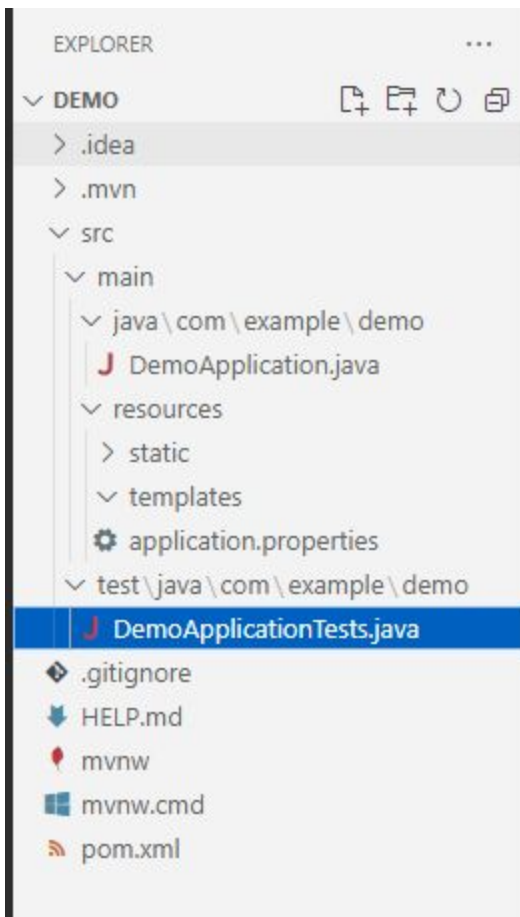 EXPLORER
DEMO
.idea
.mvn
src
main
java\com\example\demo
J DemoApplication.java
resources
static
templates
application.properties
test\java\com\example\demo
J DemoApplicationTests.java
.gitignore
HELP.md
mvnw
mvnw.cmd
pom.xml